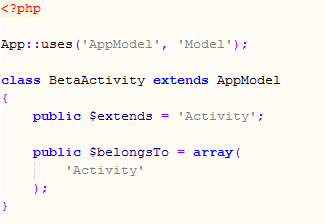 <?php
App::uses('AppModel', 'Model');
class BetaActivity extends AppModel
{
    public $extends = 'Activity';
    public $belongsTo = array(
        'Activity'
    );
}